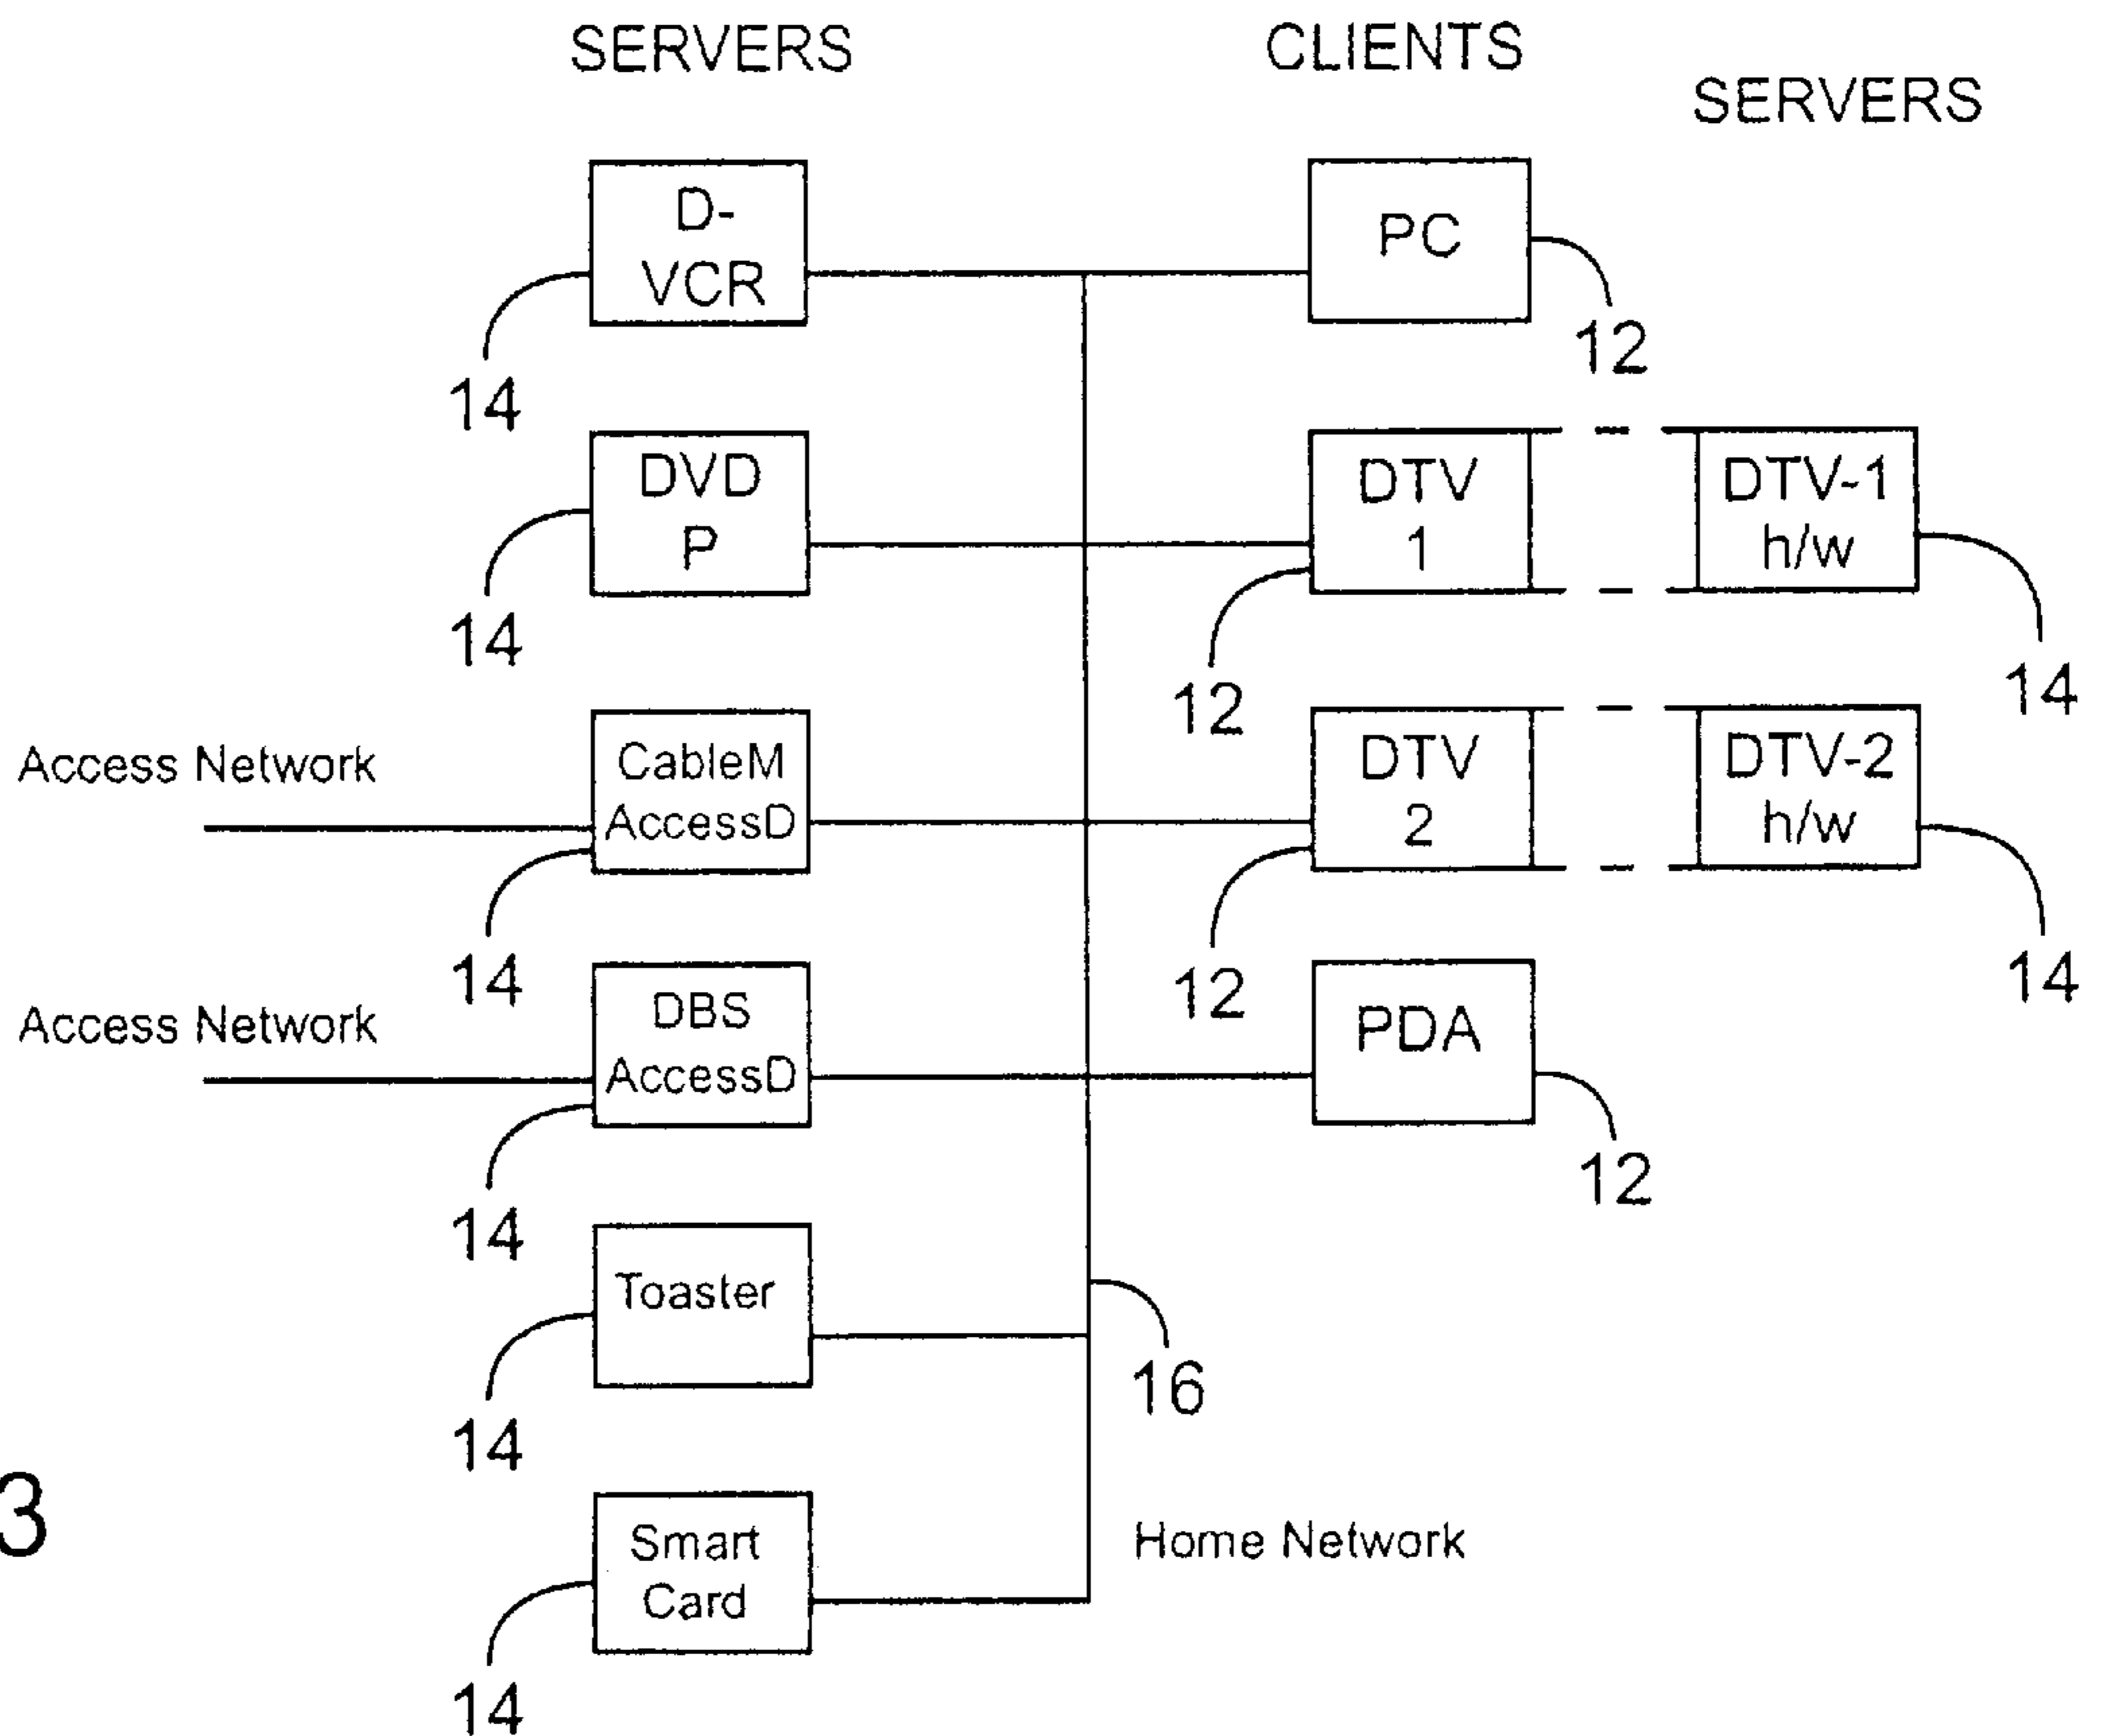 SERVERS
CLIENTS
SERVERS
D-
VCR
14
PC
12
DVD
P
14
DTV
1
12
DTV-1
h/w
14
Access Network
CableM
AccessD
14
DTV
2
12
DTV-2
h/w
14
Access Network
DBS
AccessD
14
PDA
12
Toaster
14
16
3
Smart
Card
14
Home Network